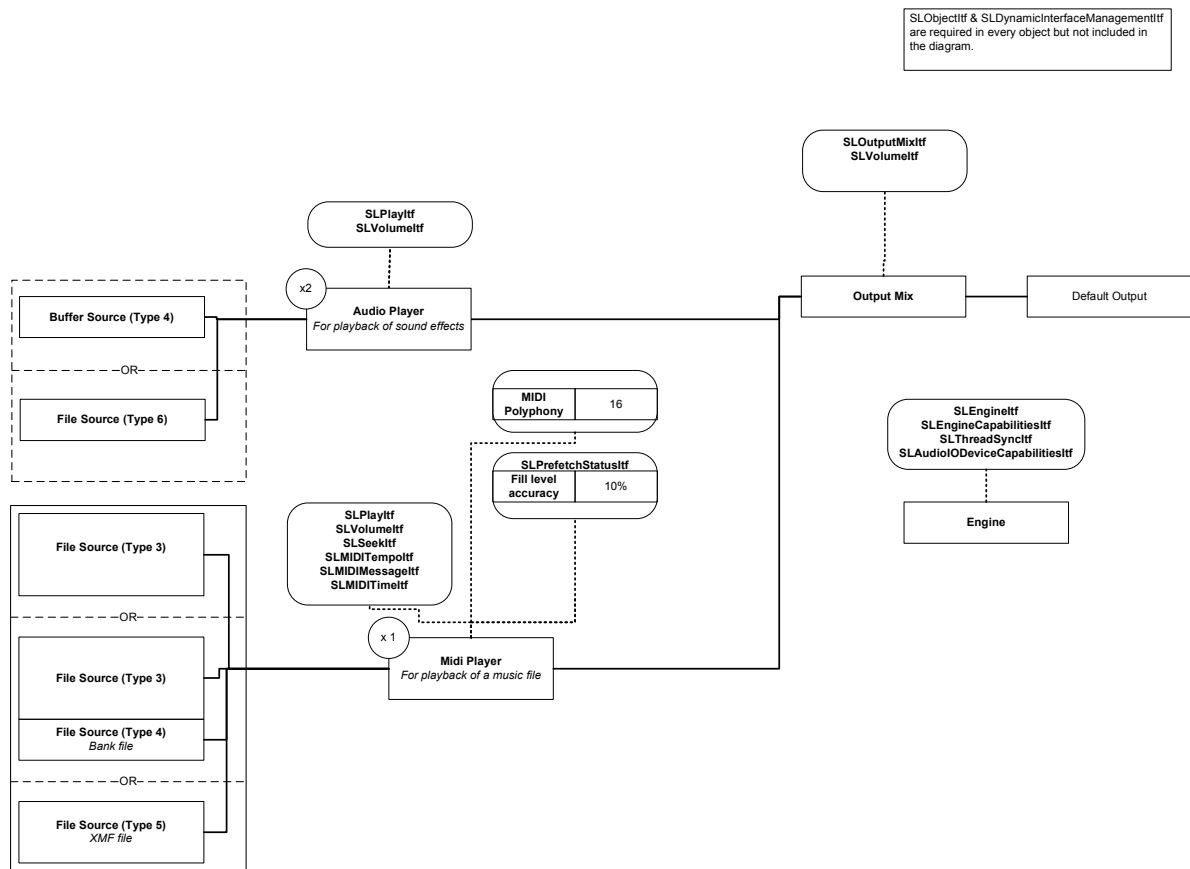 SLObjectItf & SLDynamicInterfaceManagementItf
are required in every object but not included in
the diagram.
SLOutputMixItf
SLVolumeItf
SLPlayItf
SLVolumeItf
x2
Audio Player
For playback of sound effects
Buffer Source (Type 4)
OR
File Source (Type 6)
Output Mix
Default Output
MIDI
Polyphony
16
SLPrefetchStatusItf
Fill level
accuracy
10%
SLEngineItf
SLEngineCapabilitiesItf
SLThreadSyncItf
SLAudioIODeviceCapabilitiesItf
Engine
SLPlayItf
SLVolumeItf
SLSeekItf
SLMIDITempoItf
SLMIDIMessageItf
SLMIDITimeItf
x 1
Midi Player
For playback of a music file
File Source (Type 3)
OR
File Source (Type 3)
File Source (Type 4)
Bank file
OR
File Source (Type 5)
XMF file